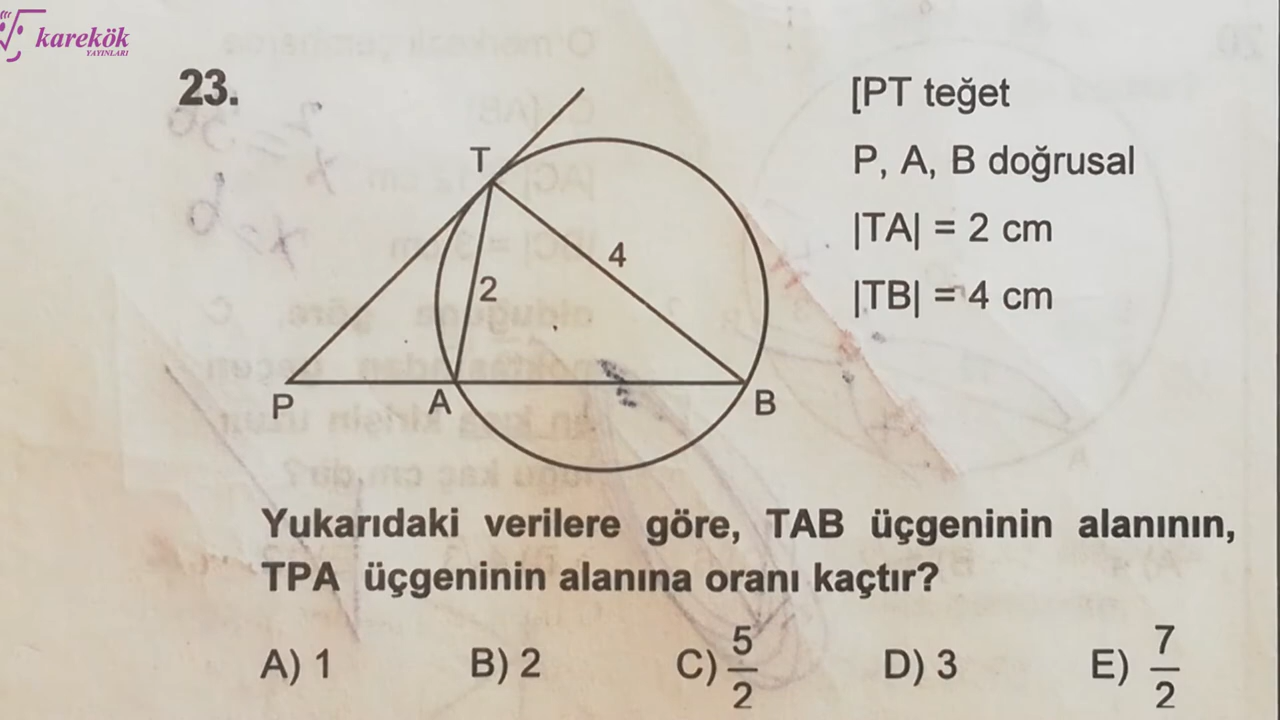 karekök
YAYINLARI
23.
[PT teğet
P, A, B doğrusal
|TA| = 2 cm
|TB| = 4 cm
T
4
2
P
A
B
Yukarıdaki verilere göre, TAB üçgeninin alanının,
TPA üçgeninin alanına oranı kaçtır?
A) 1 B) 2 C) 5/2 D) 3 E) 7/2